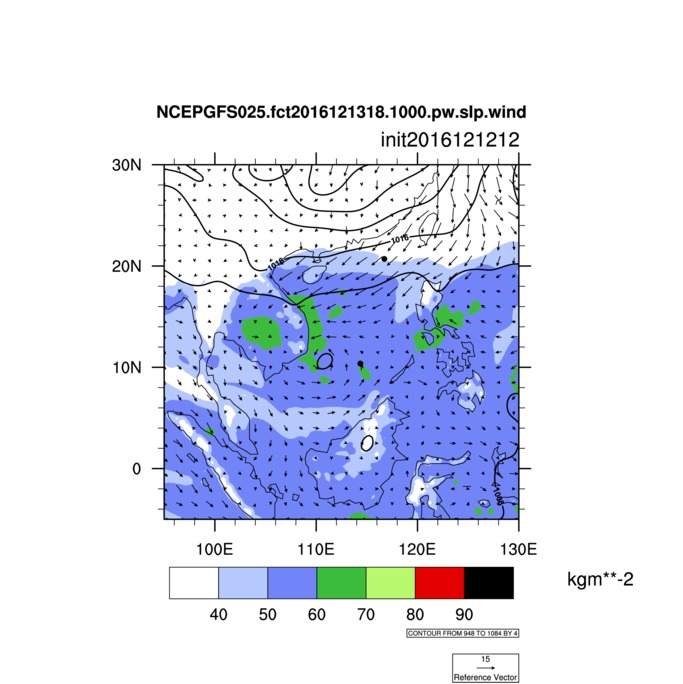 NCEPGFS025.fct2016121318.1000.pw.slp.wind
init2016121212
30N
20N
10N
0
1016
1016
1008
100E 110E 120E 130E
kgm**-2
40 50 60 70 80 90
CONTOUR FROM 948 TO 1084 BY 4
15
Reference Vector